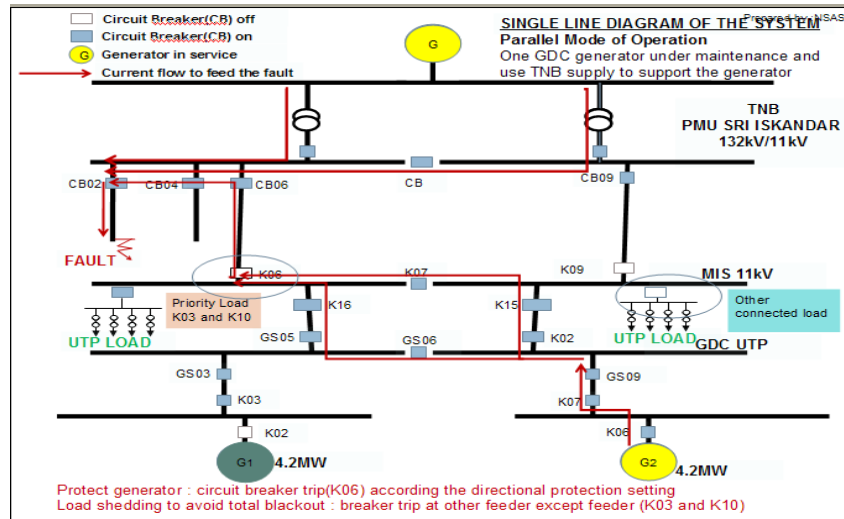 Prepared by: NSAS
Circuit Breaker(CB) off
Circuit Breaker(CB) on
G
Generator in service
Current flow to feed the fault
SINGLE LINE DIAGRAM OF THE SYSTEM
Parallel Mode of Operation
One GDC generator under maintenance and
use TNB supply to support the generator
G
TNB
PMU SRI ISKANDAR
132kV/11kV
CB02
CB04
CB06
CB
CB09
FAULT
K06
K07
K09
MIS 11kV
Priority Load
K03 and K10
K16
K15
Other
connected load
UTP LOAD
GS05
GS06
K02
UTP LOAD
GDC UTP
GS03
GS09
K03
K07
K02
K06
G1
4.2MW
G2
4.2MW
Protect generator : circuit breaker trip(K06) according the directional protection setting
Load shedding to avoid total blackout : breaker trip at other feeder except feeder (K03 and K10)